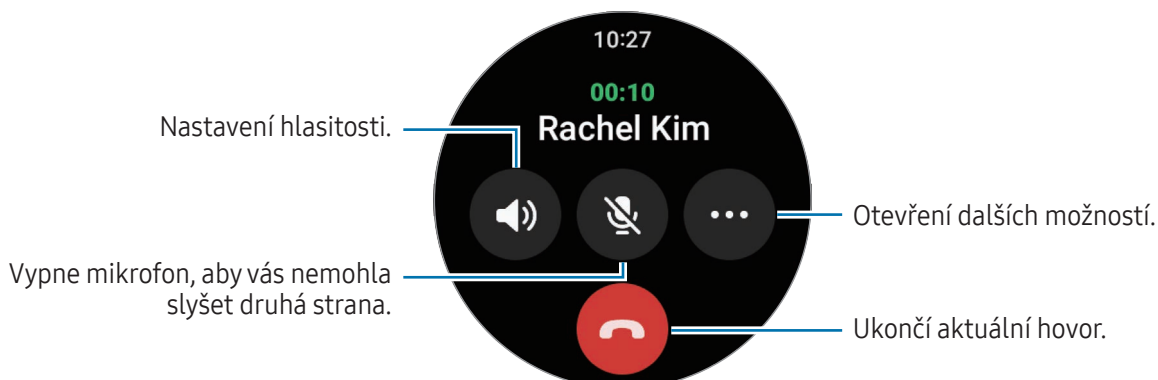 10:27
00:10
Rachel Kim
Nastavení hlasitosti.
Otevření dalších možností.
Vypne mikrofon, aby vás nemohla
slyšet druhá strana.
Ukončí aktuální hovor.